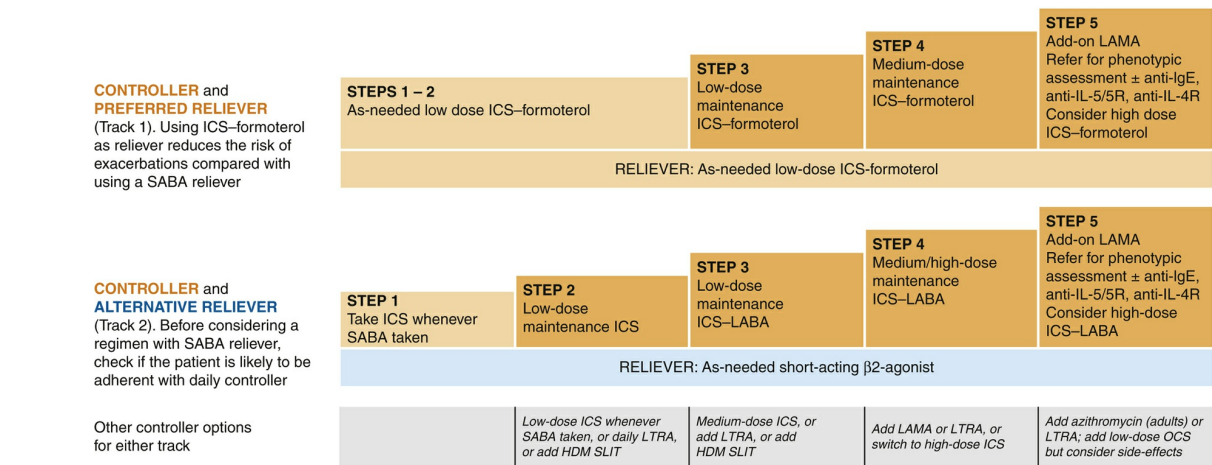 CONTROLLER and
PREFERRED RELIEVER
(Track 1). Using ICS–formoterol
as reliever reduces the risk of
exacerbations compared with
using a SABA reliever
STEPS 1 – 2
As-needed low dose ICS–formoterol
STEP 3
Low-dose
maintenance
ICS–formoterol
STEP 4
Medium-dose
maintenance
ICS–formoterol
STEP 5
Add-on LAMA
Refer for phenotypic
assessment ± anti-IgE,
anti-IL-5/5R, anti-IL-4R
Consider high dose
ICS–formoterol
RELIEVER: As-needed low-dose ICS-formoterol
CONTROLLER and
ALTERNATIVE RELIEVER
(Track 2). Before considering a
regimen with SABA reliever,
check if the patient is likely to be
adherent with daily controller
STEP 1
Take ICS whenever
SABA taken
STEP 2
Low-dose
maintenance ICS
STEP 3
Low-dose
maintenance
ICS–LABA
STEP 4
Medium/high-dose
maintenance
ICS–LABA
STEP 5
Add-on LAMA
Refer for phenotypic
assessment ± anti-IgE,
anti-IL-5/5R, anti-IL-4R
Consider high-dose
ICS–LABA
RELIEVER: As-needed short-acting β2-agonist
Other controller options
for either track
Low-dose ICS whenever
SABA taken, or daily LTRA,
or add HDM SLIT
Medium-dose ICS, or
add LTRA, or add
HDM SLIT
Add LAMA or LTRA, or
switch to high-dose ICS
Add azithromycin (adults) or
LTRA; add low-dose OCS
but consider side-effects